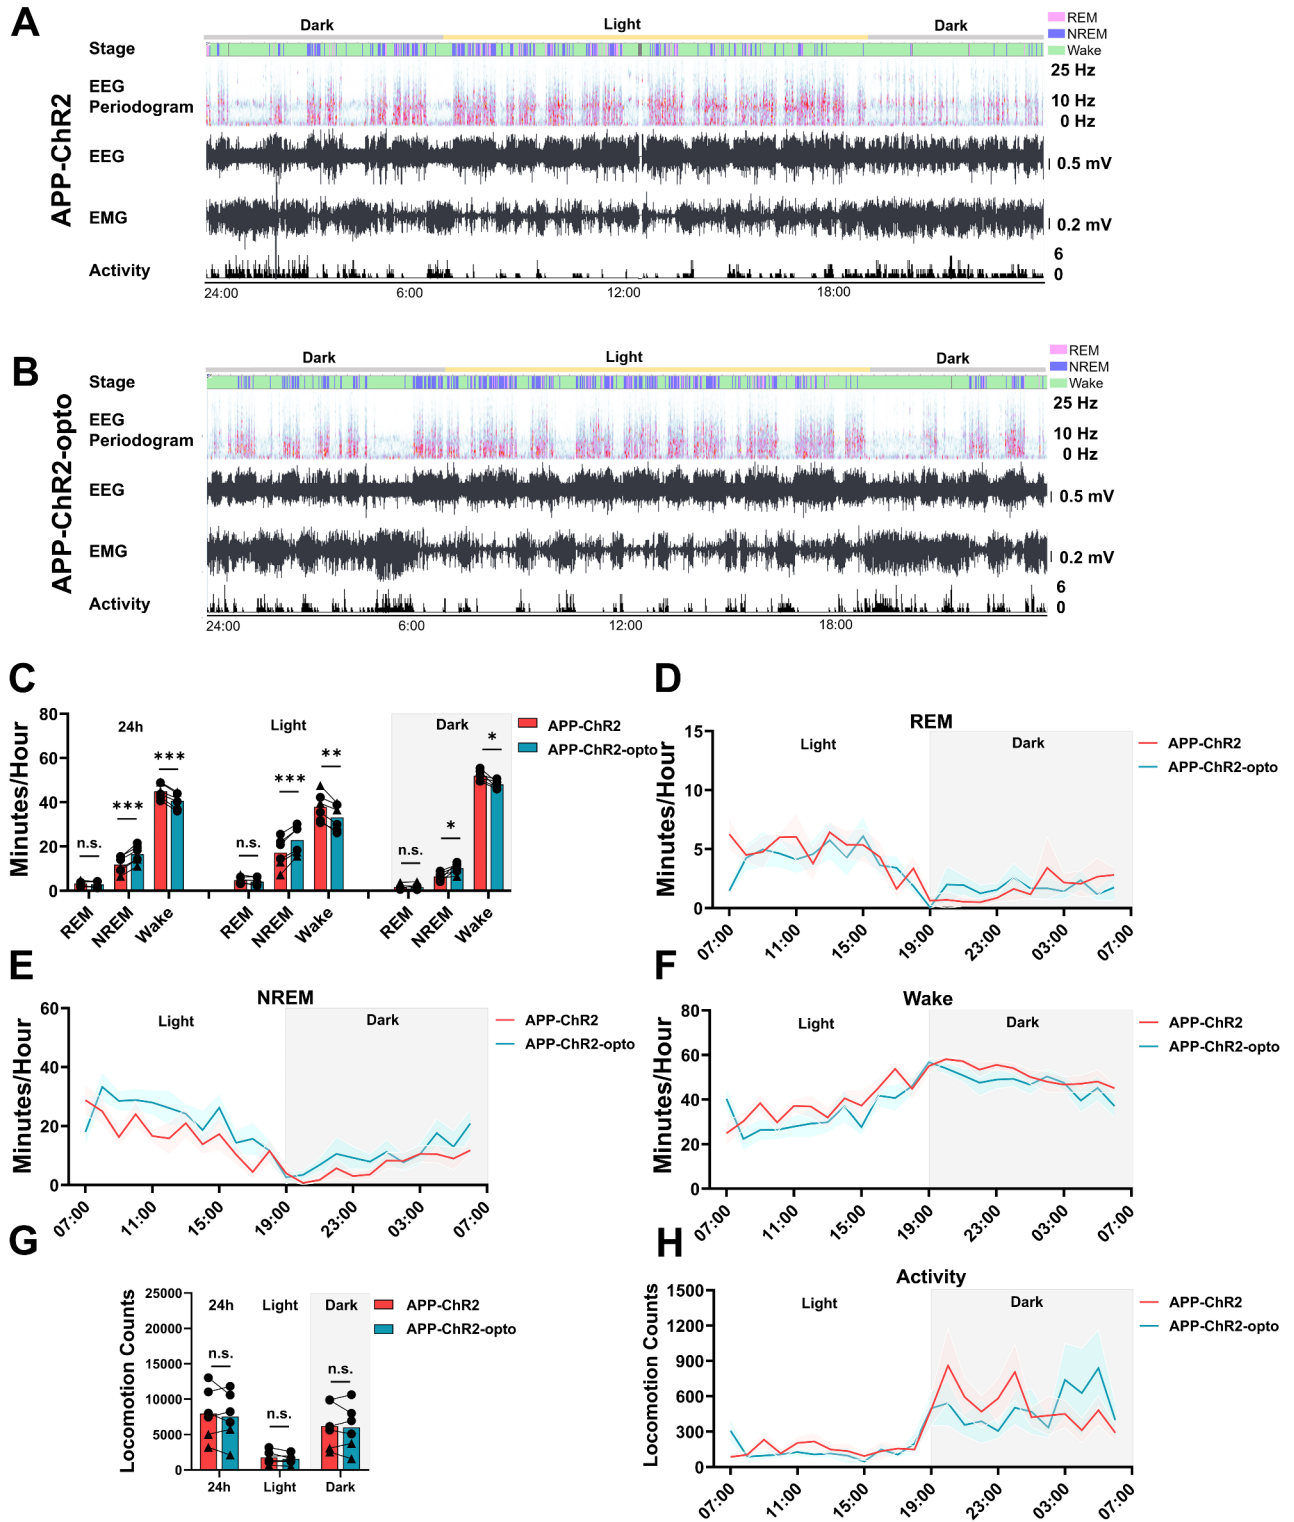 A
Dark
Light
Dark
REM
NREM
Wake
Stage
APP-ChR2
EEG
Periodogram
25 Hz
10 Hz
0 Hz
EEG
0.5 mV
EMG
0.2 mV
Activity
6
0
24:00
6:00
12:00
18:00
B
Dark
Light
Dark
REM
NREM
Wake
Stage
APP-ChR2-opto
EEG
Periodogram
25 Hz
10 Hz
0 Hz
EEG
0.5 mV
EMG
0.2 mV
Activity
6
0
24:00
6:00
12:00
18:00
C
Minutes/Hour
80
60
40
20
0
24h
Light
Dark
n.s.
***
***
n.s.
***
**
n.s.
*
*
REM
NREM
Wake
REM
NREM
Wake
REM
NREM
Wake
APP-ChR2
APP-ChR2-opto
D
REM
Minutes/Hour
15
10
5
0
Light
Dark
07:00
11:00
15:00
19:00
23:00
03:00
07:00
APP-ChR2
APP-ChR2-opto
E
NREM
Minutes/Hour
60
40
20
0
Light
Dark
07:00
11:00
15:00
19:00
23:00
03:00
07:00
APP-ChR2
APP-ChR2-opto
F
Wake
Minutes/Hour
80
60
40
20
0
Light
Dark
07:00
11:00
15:00
19:00
23:00
03:00
07:00
APP-ChR2
APP-ChR2-opto
G
Locomotion Counts
25000
20000
15000
10000
5000
0
24h
Light
Dark
n.s.
n.s.
n.s.
24h
Light
Dark
APP-ChR2
APP-ChR2-opto
H
Activity
Locomotion Counts
1500
1200
900
600
300
0
Light
Dark
07:00
11:00
15:00
19:00
23:00
03:00
07:00
APP-ChR2
APP-ChR2-opto